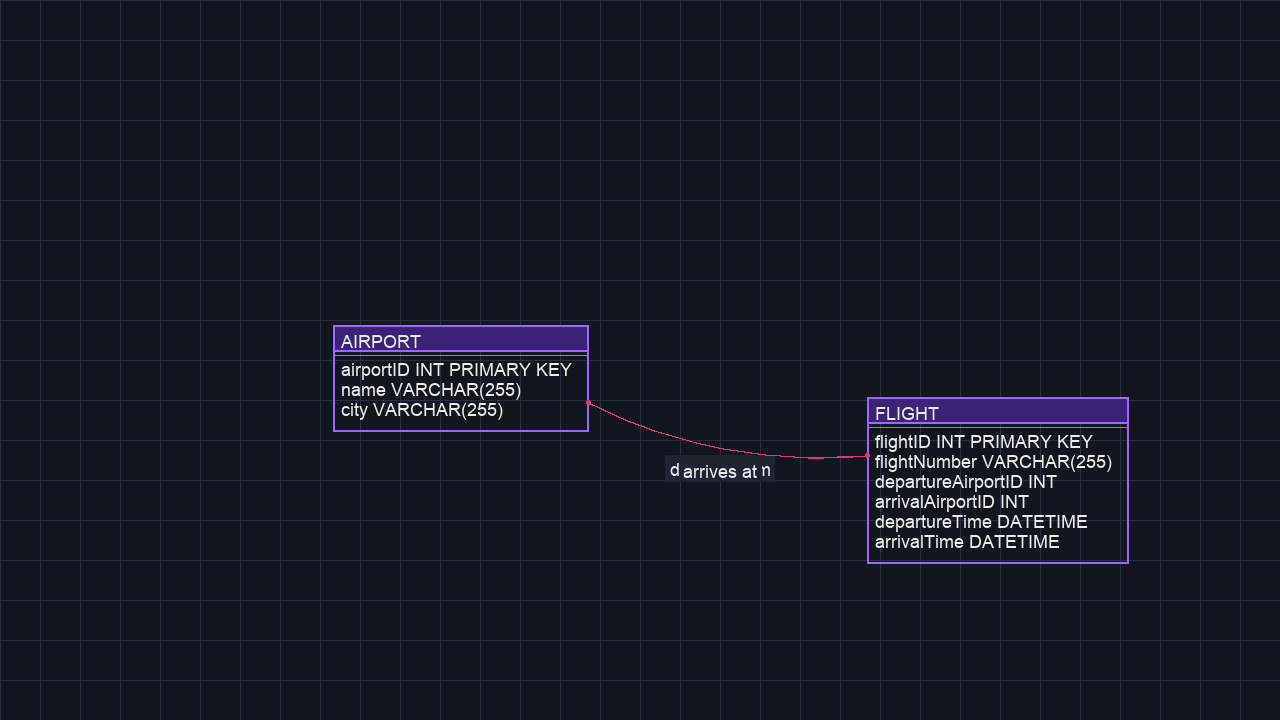 AIRPORT
airportID INT PRIMARY KEY
name VARCHAR(255)
city VARCHAR(255)
FLIGHT
flightID INT PRIMARY KEY
flightNumber VARCHAR(255)
departureAirportID INT
arrivalAirportID INT
departureTime DATETIME
arrivalTime DATETIME
arrives at